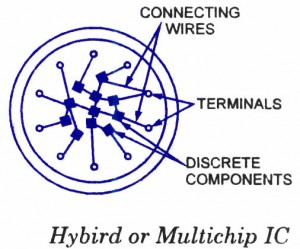 CONNECTING
WIRES
TERMINALS
DISCRETE
COMPONENTS
Hybird or Multichip IC